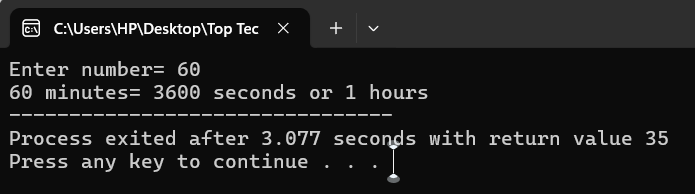 C:\Users\HP\Desktop\Top Tec
Enter number= 60
60 minutes= 3600 seconds or 1 hours
--------------------------------
Process exited after 3.077 seconds with return value 35
Press any key to continue . . .